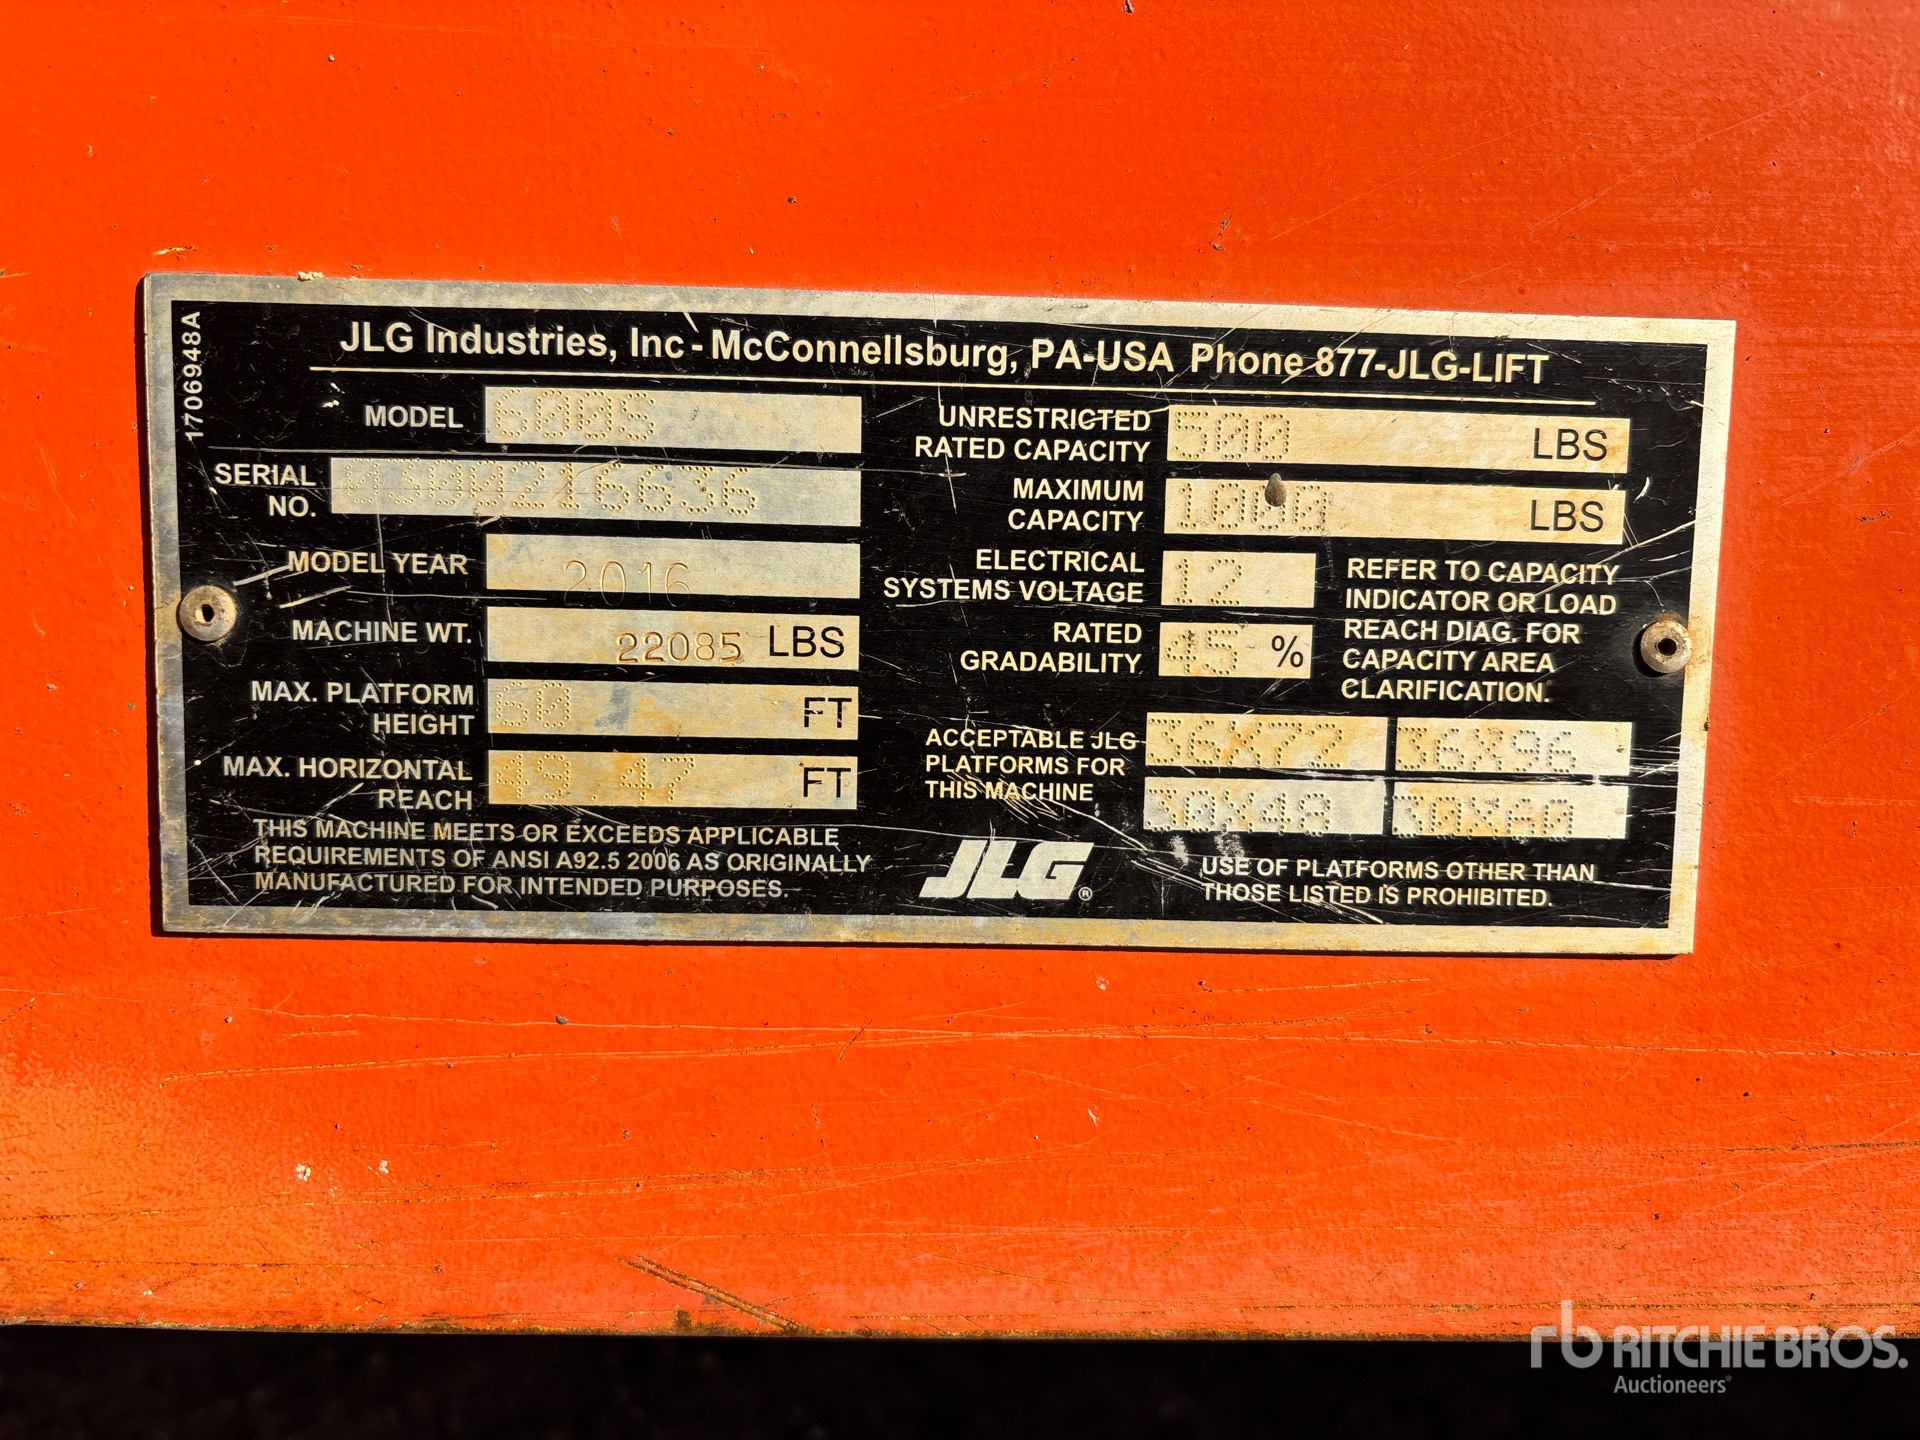 17069948A
JLG Industries, Inc - McConnellsburg, PA-USA Phone 877-JLG-LIFT
MODEL 600S
SERIAL NO. 0300216636
MODEL YEAR 2016
MACHINE WT. 22085 LBS
MAX. PLATFORM HEIGHT 60 FT
MAX. HORIZONTAL REACH 49.47 FT
THIS MACHINE MEETS OR EXCEEDS APPLICABLE
REQUIREMENTS OF ANSI A92.5 2006 AS ORIGINALLY
MANUFACTURED FOR INTENDED PURPOSES.
UNRESTRICTED RATED CAPACITY 500 LBS
MAXIMUM CAPACITY 1000 LBS
ELECTRICAL SYSTEMS VOLTAGE 12
RATED GRADABILITY 45 %
REFER TO CAPACITY
INDICATOR OR LOAD
REACH DIAG. FOR
CAPACITY AREA
CLARIFICATION.
ACCEPTABLE JLG
PLATFORMS FOR
THIS MACHINE
36X72 36X96
30X48 30X60
JLG®
USE OF PLATFORMS OTHER THAN
THOSE LISTED IS PROHIBITED.
rb RITCHIE BROS.
Auctioneers®